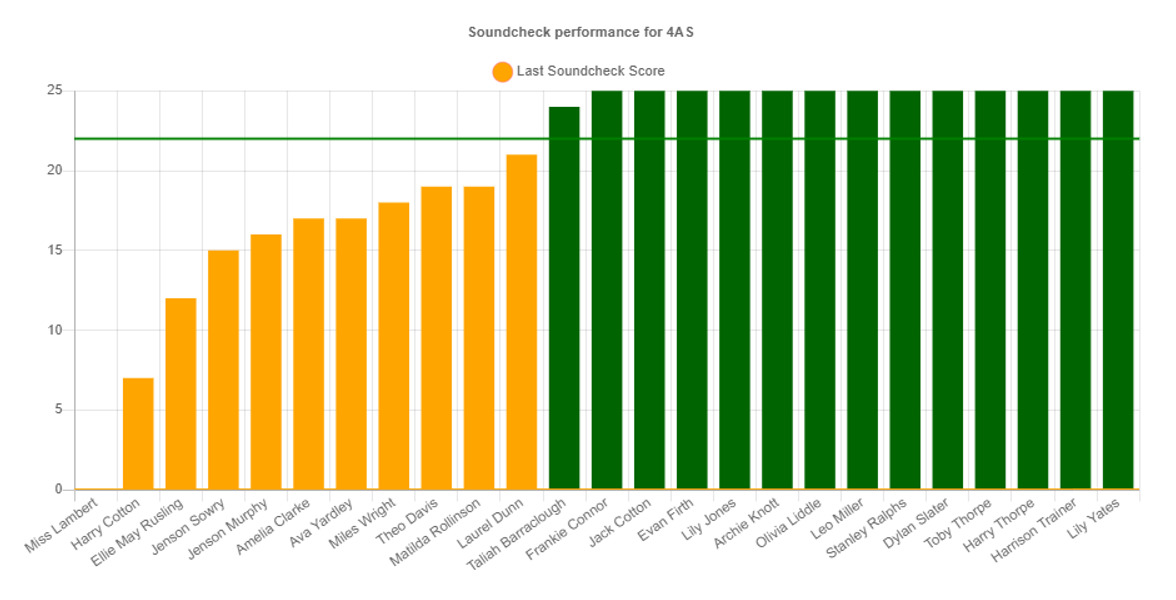 Soundcheck performance for 4AS
Last Soundcheck Score
25
20
15
10
5
0
Miss Lambert
Harry Cotton
Ellie May Rusling
Jenson Sowry
Jenson Murphy
Amelia Clarke
Ava Yardley
Miles Wright
Theo Davis
Matilda Rollinson
Laurel Dunn
Taliah Barraclough
Frankie Connor
Jack Cotton
Evan Firth
Lily Jones
Archie Knott
Olivia Liddle
Leo Miller
Stanley Ralphs
Dylan Slater
Toby Thorpe
Harry Thorpe
Harrison Trainer
Lily Yates